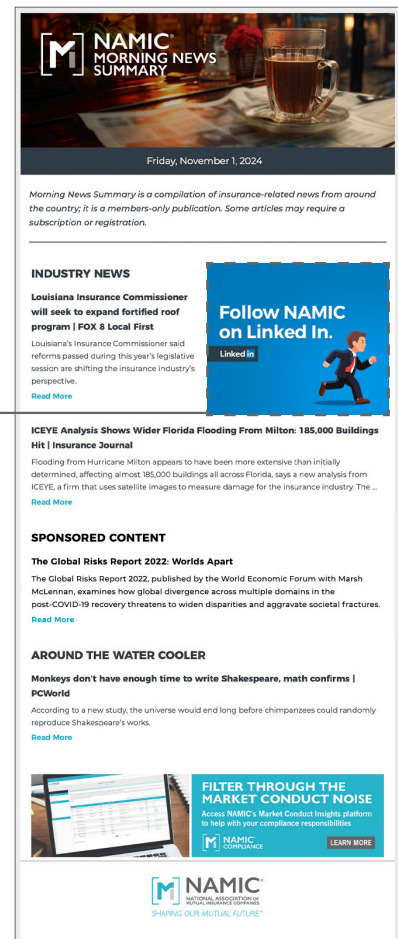 NAMIC®
MORNING NEWS
SUMMARY
Friday, November 1, 2024
Morning News Summary is a compilation of insurance-related news from around
the country; it is a members-only publication. Some articles may require a
subscription or registration.
INDUSTRY NEWS
Louisiana Insurance Commissioner
will seek to expand fortified roof
program | FOX 8 Local First
Louisiana's Insurance Commissioner said
reforms passed during this year's legislative
session are shifting the insurance industry's
perspective.
Read More
Follow NAMIC
on Linked In.
Linked in
ICEYE Analysis Shows Wider Florida Flooding From Milton: 185,000 Buildings
Hit | Insurance Journal
Flooding from Hurricane Milton appears to have been more extensive than initially
determined, affecting almost 185,000 buildings all across Florida, says a new analysis from
ICEYE, a firm that uses satellite images to measure damage for the insurance industry. The ...
Read More
SPONSORED CONTENT
The Global Risks Report 2022: Worlds Apart
The Global Risks Report 2022, published by the World Economic Forum with Marsh
McLennan, examines how global divergence across multiple domains in the
post-COVID-19 recovery threatens to widen disparities and aggravate societal fractures.
Read More
AROUND THE WATER COOLER
Monkeys don't have enough time to write Shakespeare, math confirms |
PCWorld
According to a new study, the universe would end long before chimpanzees could randomly
reproduce Shakespeare's works.
Read More
FILTER THROUGH THE
MARKET CONDUCT NOISE
Access NAMIC's Market Conduct Insights platform
to help with your compliance responsibilities
NAMIC®
COMPLIANCE
LEARN MORE
NAMIC®
NATIONAL ASSOCIATION OF
MUTUAL INSURANCE COMPANIES
SHAPING OUR MUTUAL FUTURE®